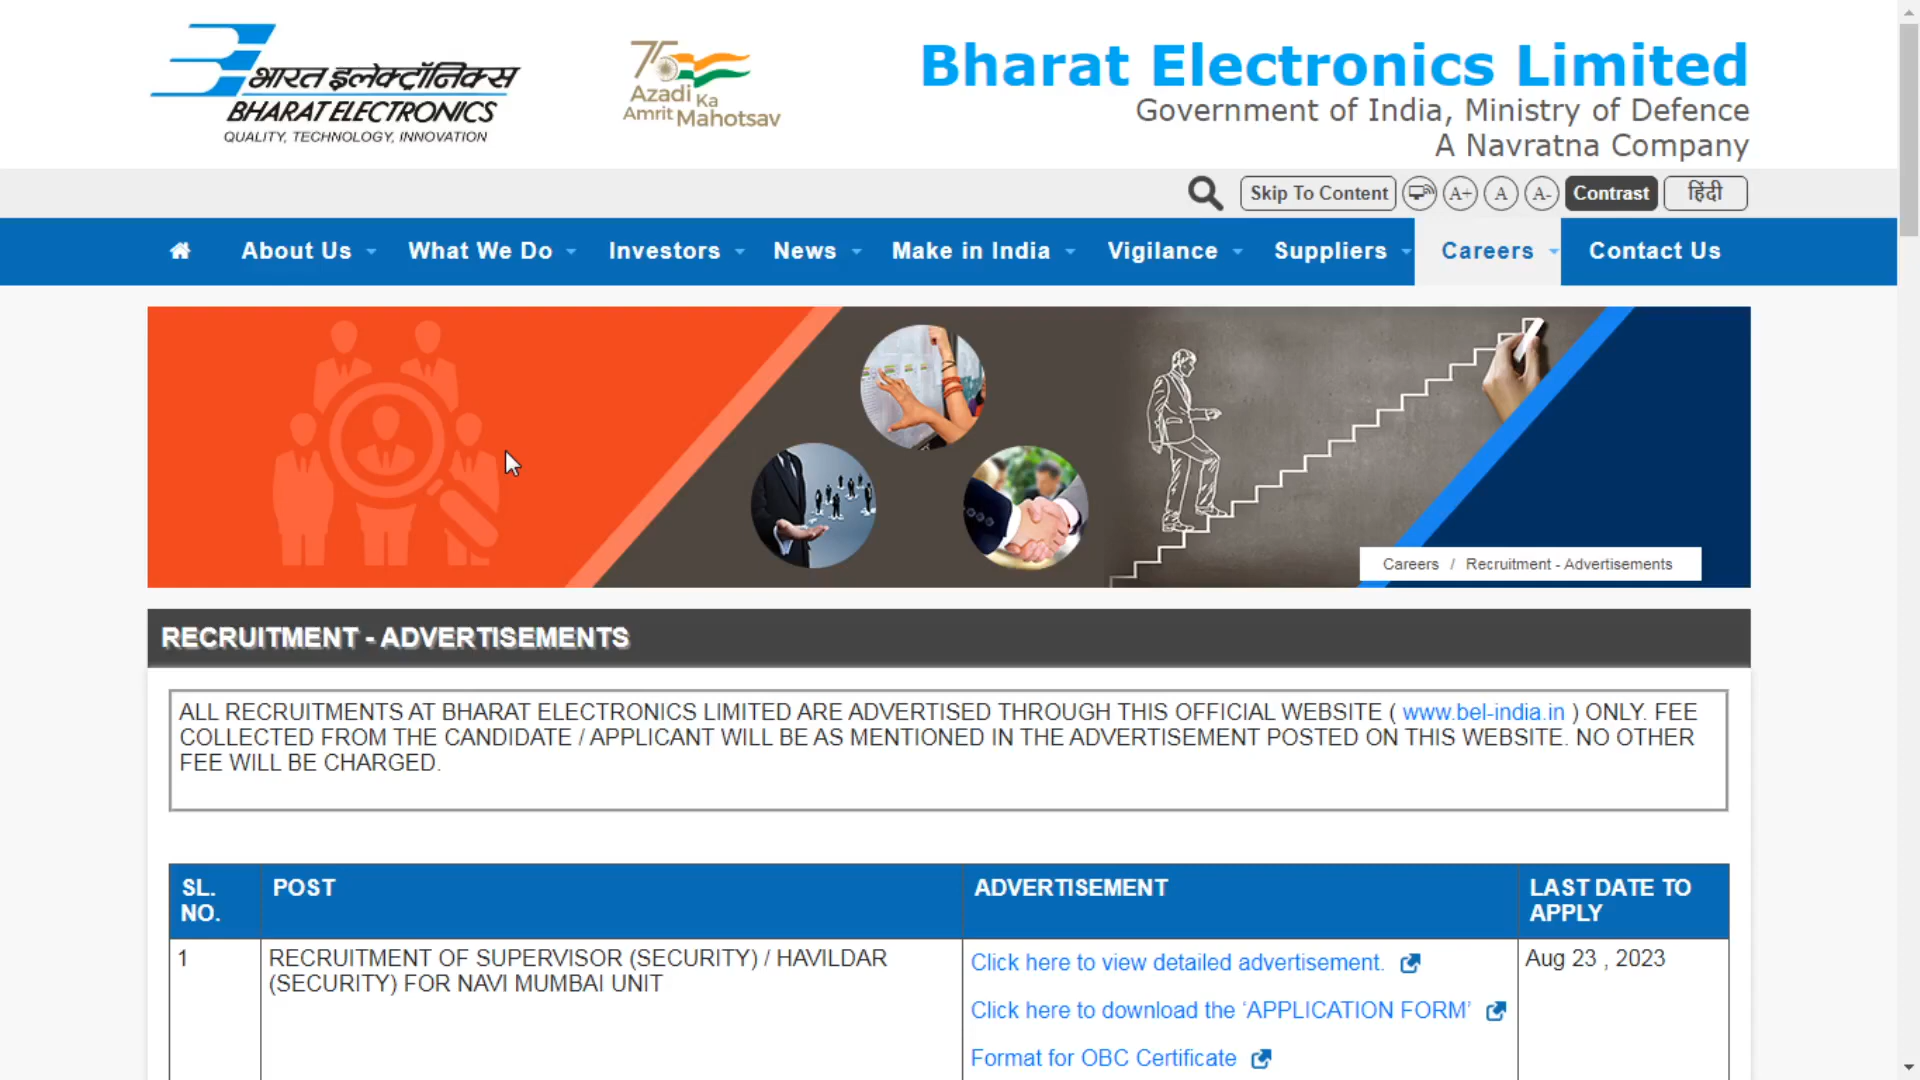 भारत इलेक्ट्रॉनिक्स
BHARAT ELECTRONICS
QUALITY, TECHNOLOGY, INNOVATION
75
Azadi Ka
Amrit Mahotsav
Bharat Electronics Limited
Government of India, Ministry of Defence
A Navratna Company
Skip To Content A+ A A- Contrast हिंदी
About Us What We Do Investors News Make in India Vigilance Suppliers Careers Contact Us
Careers / Recruitment - Advertisements
RECRUITMENT - ADVERTISEMENTS
ALL RECRUITMENTS AT BHARAT ELECTRONICS LIMITED ARE ADVERTISED THROUGH THIS OFFICIAL WEBSITE ( www.bel-india.in ) ONLY. FEE
COLLECTED FROM THE CANDIDATE / APPLICANT WILL BE AS MENTIONED IN THE ADVERTISEMENT POSTED ON THIS WEBSITE. NO OTHER
FEE WILL BE CHARGED.
SL. NO. POST ADVERTISEMENT LAST DATE TO APPLY
1 RECRUITMENT OF SUPERVISOR (SECURITY) / HAVILDAR
(SECURITY) FOR NAVI MUMBAI UNIT
Click here to view detailed advertisement.
Click here to download the ‘APPLICATION FORM’
Format for OBC Certificate
Aug 23 , 2023